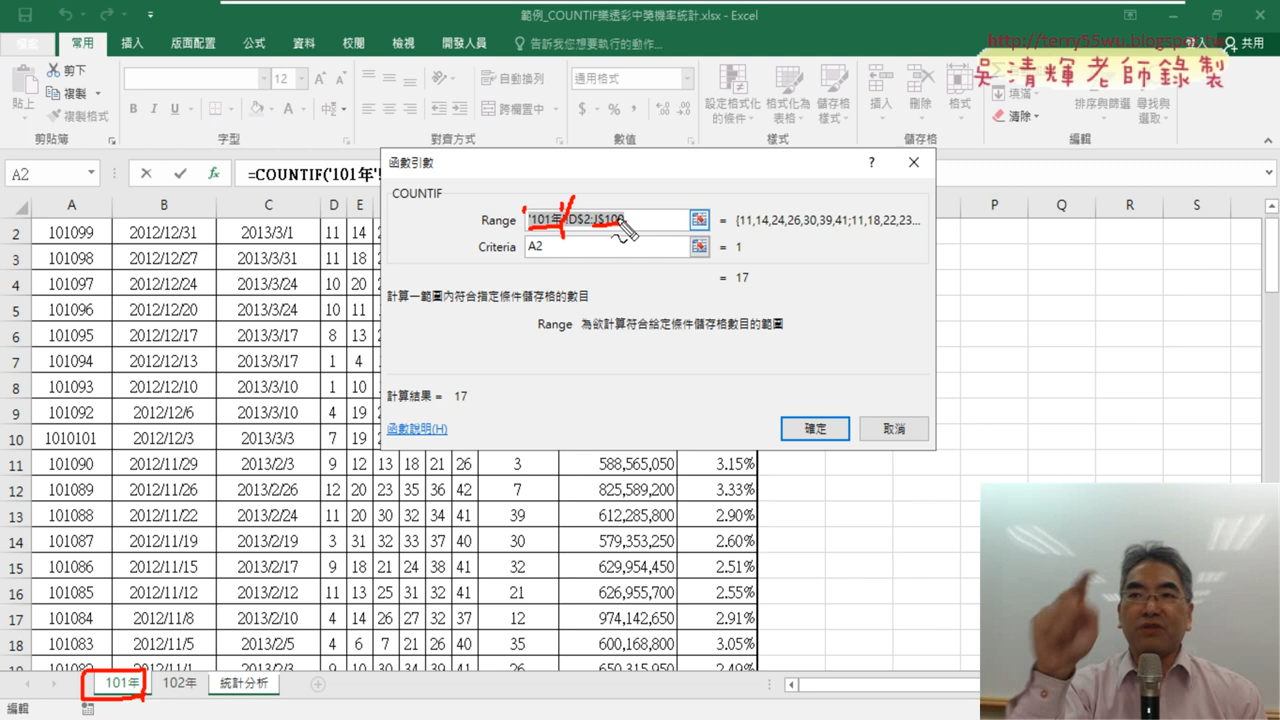 範例_COUNTIF樂透彩中獎機率統計.xlsx - Excel
常用 插入 版面配置 公式 資料 校閱 檢視 開發人員 告訴我您想要執行的動作... 共用
http://terry55wu.blogspot.tw
吳清輝老師錄製
剪下
複製
複製格式
貼上
12
自動換列
跨欄置中
通用格式
設定格式化的條件
格式化為表格
儲存格樣式
插入 刪除 格式
填滿
清除
排序與篩選 尋找與選取
剪貼簿 字型 對齊方式 數值 樣式 儲存格 編輯
A2 =COUNTIF('101年'!
A B C D E P Q R S
2 101099 2012/12/31 2013/3/1 11 14
3 101098 2012/12/27 2013/3/31 11 18
4 101097 2012/12/24 2013/3/24 10 20
5 101096 2012/12/20 2013/3/24 10 11
6 101095 2012/12/17 2013/3/17 8 13
7 101094 2012/12/13 2013/3/17 1 4
8 101093 2012/12/10 2013/3/10 1 10
9 101092 2012/12/6 2013/3/10 4 19
10 1010101 2012/12/3 2013/3/3 7 19
11 101090 2012/11/29 2013/2/3 9 12 13 18 21 26 3 588,565,050 3.15%
12 101089 2012/11/26 2013/2/26 12 20 23 35 36 42 7 825,589,200 3.33%
13 101088 2012/11/22 2013/2/24 11 20 30 32 34 41 39 612,285,800 2.90%
14 101087 2012/11/19 2013/2/19 3 31 32 33 37 40 30 579,353,250 2.60%
15 101086 2012/11/15 2013/2/17 9 18 21 24 38 41 32 629,954,450 2.51%
16 101085 2012/11/12 2013/2/12 11 13 25 31 32 41 21 626,955,700 2.55%
17 101084 2012/11/8 2013/2/10 4 14 26 27 32 37 12 974,142,650 2.91%
18 101083 2012/11/5 2013/2/5 4 6 7 21 26 40 35 600,168,800 3.05%
101082 2012/11/1 2013/2/3 9 10 30 34 39 41 26 650,315,950 2.49%
函數引數
COUNTIF
Range '101年'!D$2:J$100 = {11,14,24,26,30,39,41;11,18,22,23...
Criteria A2 = 1
= 17
計算一範圍內符合指定條件儲存格的數目
Range 為欲計算符合給定條件儲存格數目的範圍
計算結果 = 17
函數說明(H)
確定 取消
101年 102年 統計分析
編輯